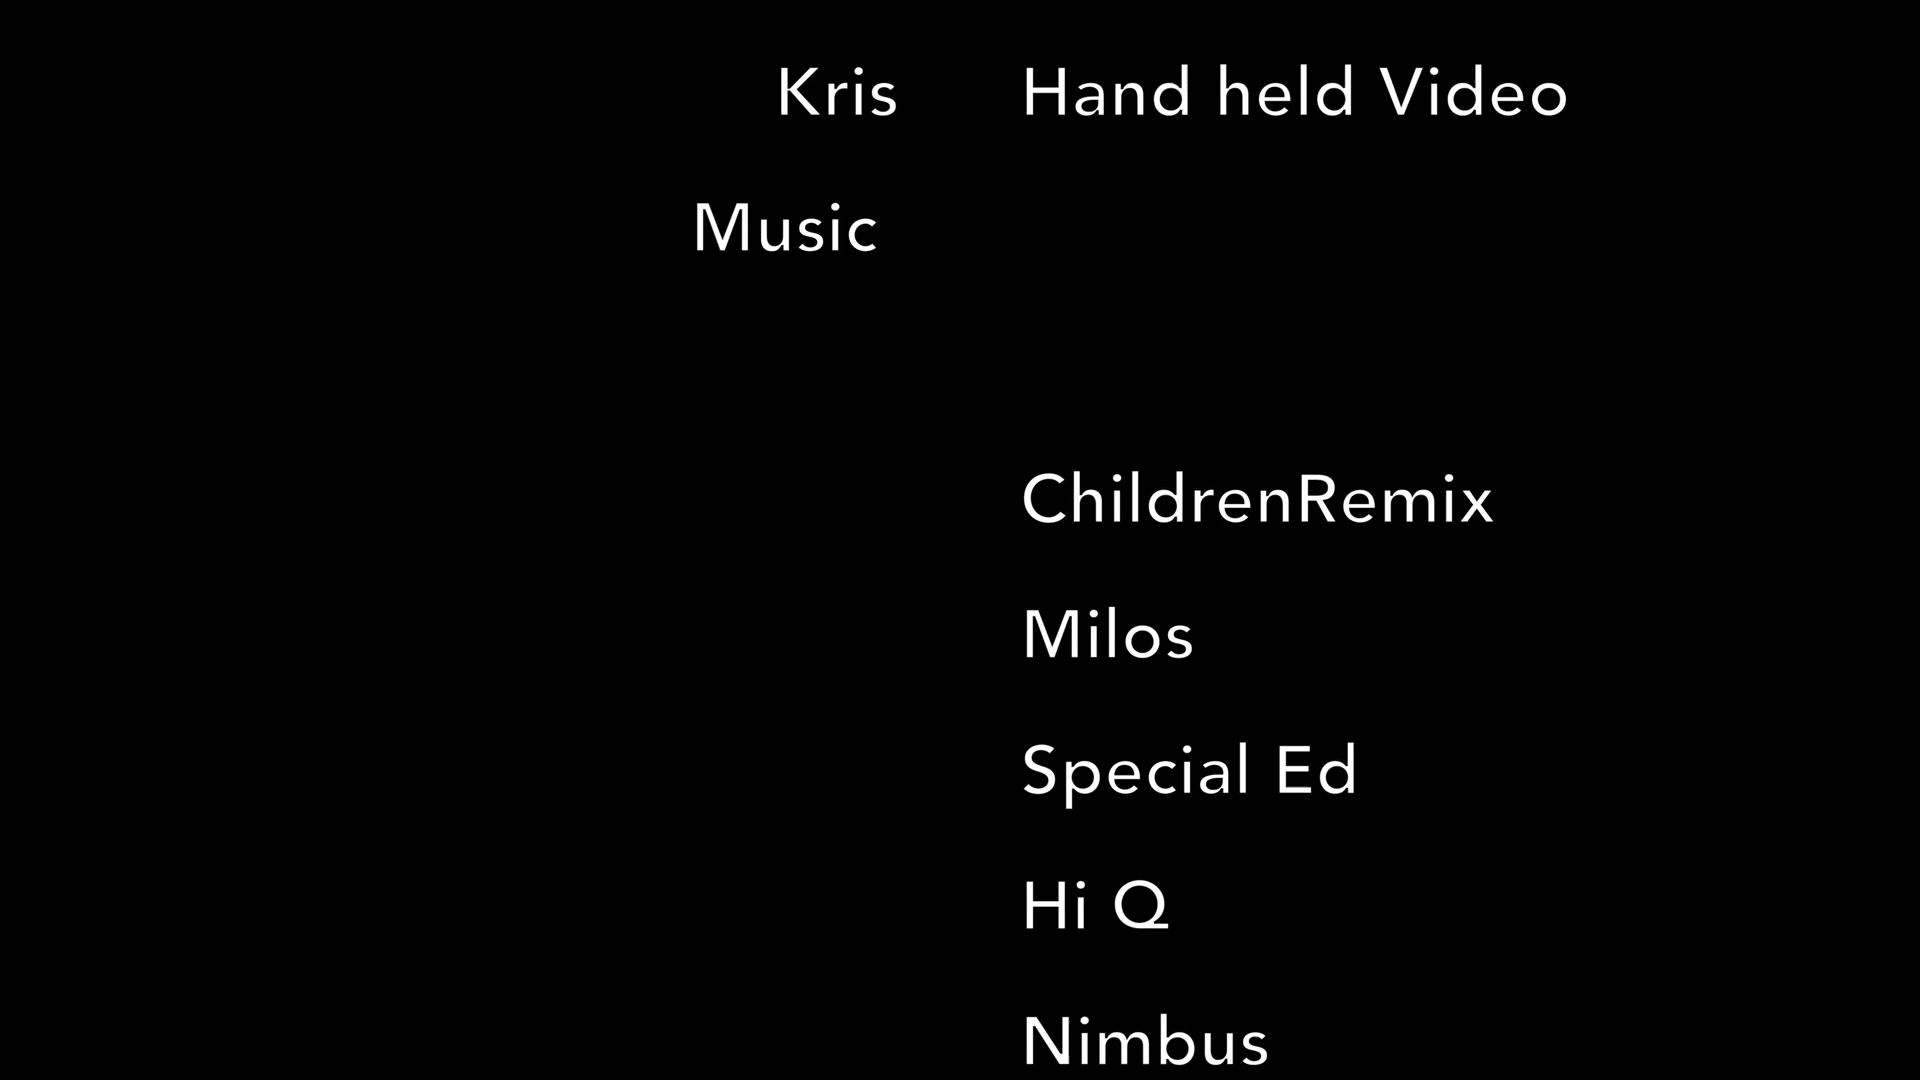 Kris Hand held Video
Music
ChildrenRemix
Milos
Special Ed
Hi Q
Nimbus